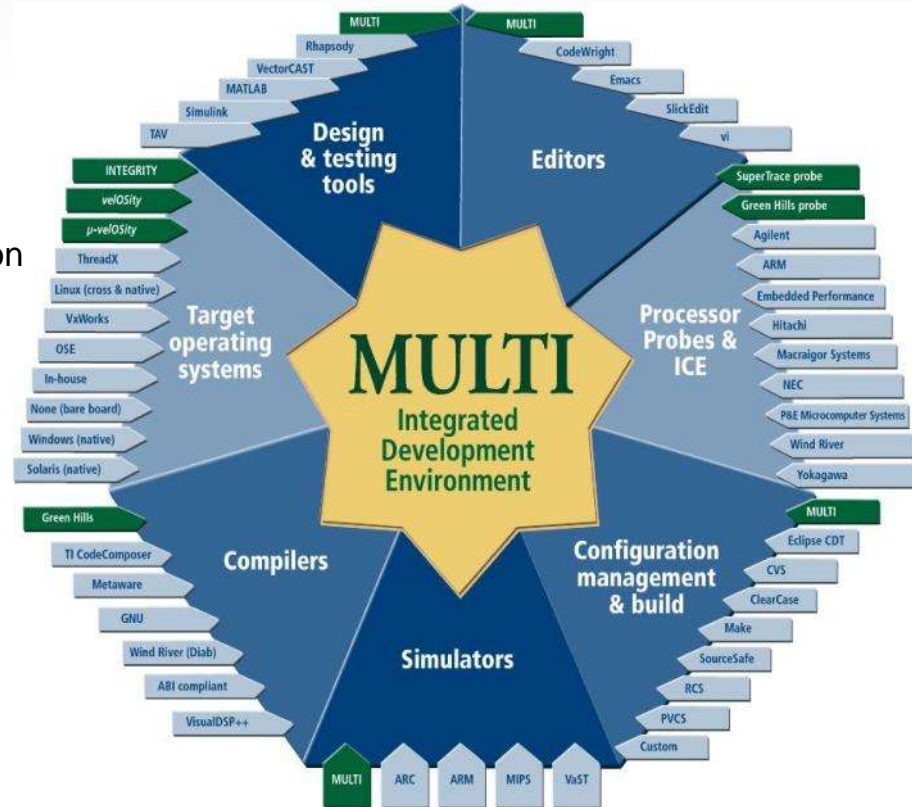 MULTI
Rhapsody
VectorCAST
MATLAB
Simulink
TAV
Design
& testing
tools
MULTI
CodeWright
Emacs
SlickEdit
vi
Editors
INTEGRITY
velOSity
μ-velOSity
on
ThreadX
Linux (cross & native)
VxWorks
OSE
In-house
None (bare board)
Windows (native)
Solaris (native)
Target
operating
systems
SuperTrace probe
Green Hills probe
Agilent
ARM
Embedded Performance
Hitachi
Macraigor Systems
NEC
P&E Microcomputer Systems
Wind River
Yokagawa
Processor
Probes &
ICE
MULTI
Integrated
Development
Environment
Green Hills
TI CodeComposer
Metaware
GNU
Wind River (Diab)
ABI compliant
VisualDSP++
Compilers
MULTI
Eclipse CDT
CVS
ClearCase
Make
SourceSafe
RCS
PVCS
Custom
Configuration
management
& build
Simulators
MULTI
ARC
ARM
MIPS
VaST